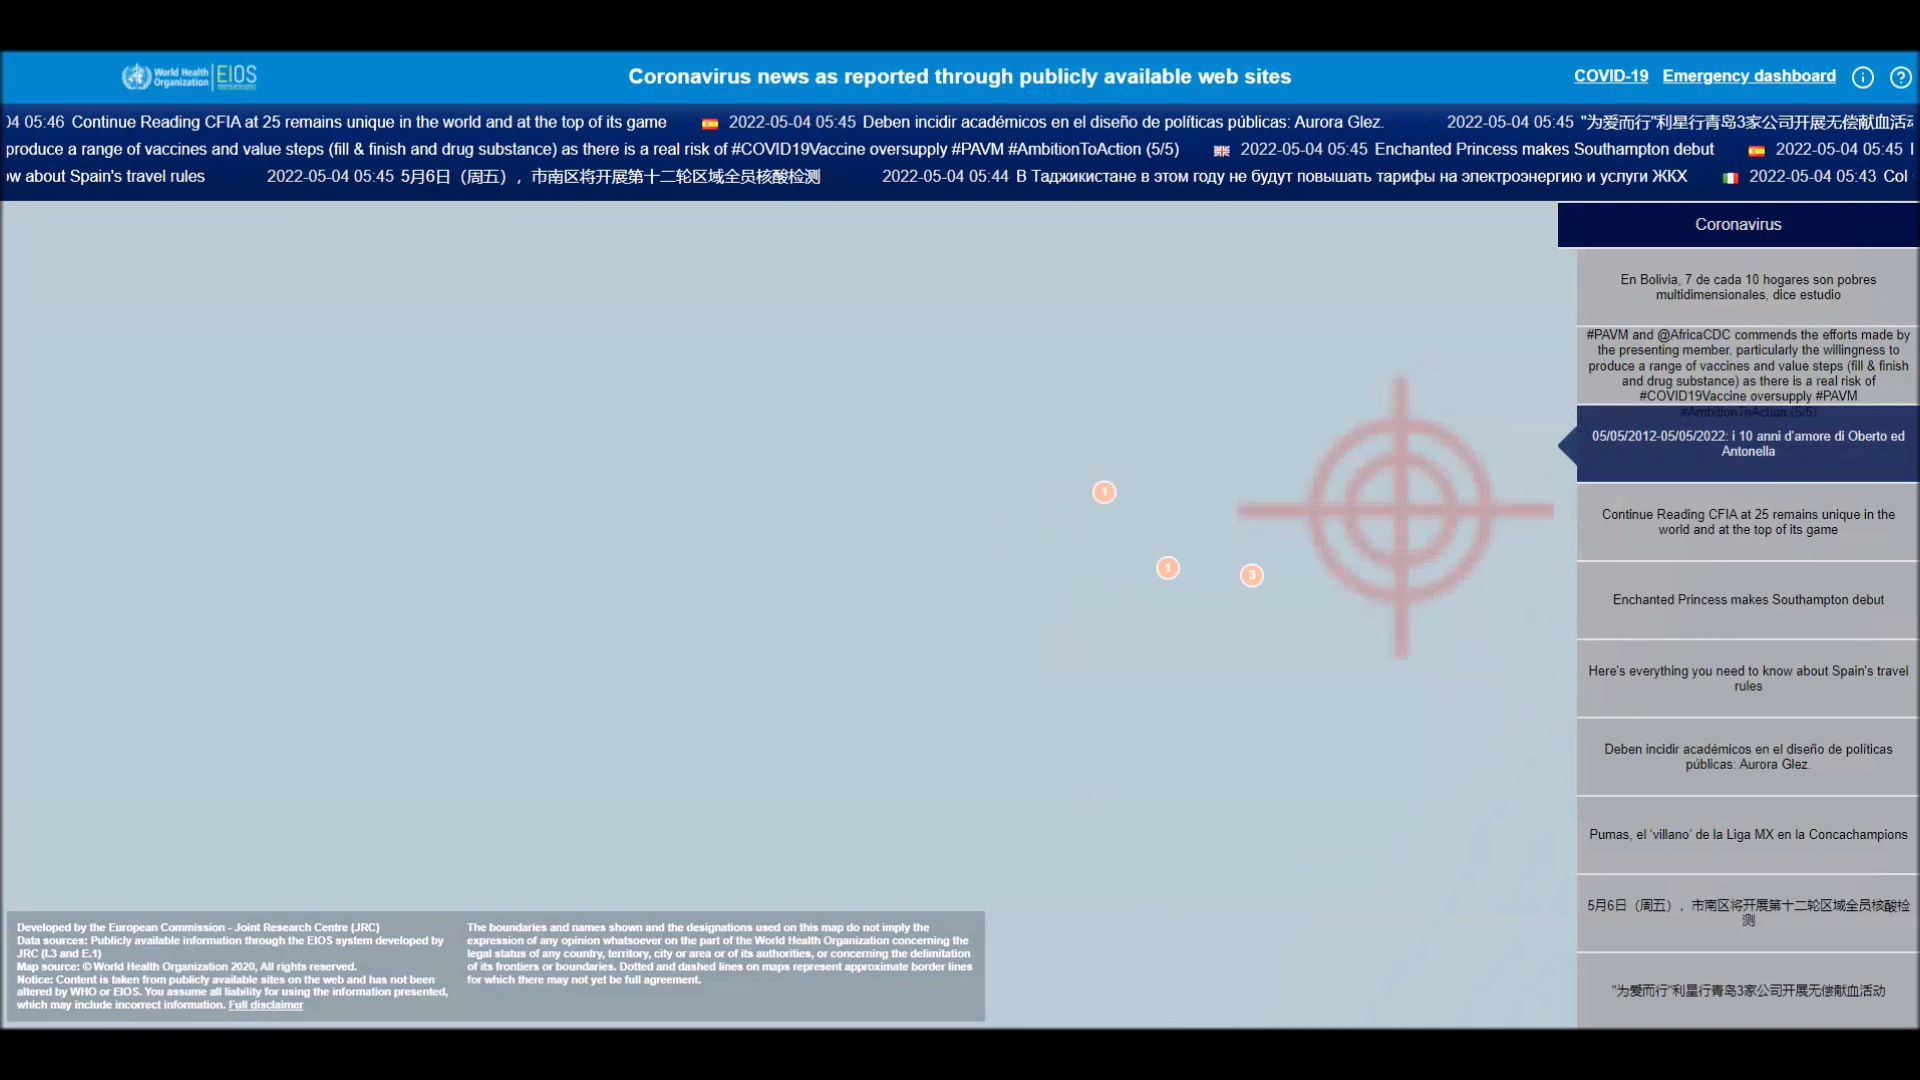 World Health Organization
EIOS
Coronavirus news as reported through publicly available web sites
COVID-19 Emergency dashboard
04 05:46 Continue Reading CFIA at 25 remains unique in the world and at the top of its game 2022-05-04 05:45 Deben incidir académicos en el diseño de políticas públicas: Aurora Glez. 2022-05-04 05:45 "为爱而行"利星行青岛3家公司开展无偿献血活动
produce a range of vaccines and value steps (fill & finish and drug substance) as there is a real risk of #COVID19Vaccine oversupply #PAVM #AmbitionToAction (5/5) 2022-05-04 05:45 Enchanted Princess makes Southampton debut 2022-05-04 05:45
ow about Spain's travel rules 2022-05-04 05:45 5月6日（周五），市南区将开展第十二轮区域全员核酸检测 2022-05-04 05:44 В Таджикистане в этом году не будут повышать тарифы на электроэнергию и услуги ЖКХ 2022-05-04 05:43 Col
Coronavirus
En Bolivia, 7 de cada 10 hogares son pobres
multidimensionales, dice estudio
#PAVM and @AfricaCDC commends the efforts made by
the presenting member, particularly the willingness to
produce a range of vaccines and value steps (fill & finish
and drug substance) as there is a real risk of
#COVID19Vaccine oversupply #PAVM
#AmbitionToAction (5/5)
05/05/2012-05/05/2022: i 10 anni d'amore di Oberto ed
Antonella
Continue Reading CFIA at 25 remains unique in the
world and at the top of its game
Enchanted Princess makes Southampton debut
Here's everything you need to know about Spain's travel
rules
Deben incidir académicos en el diseño de políticas
públicas: Aurora Glez.
Pumas, el 'villano' de la Liga MX en la Concachampions
5月6日（周五），市南区将开展第十二轮区域全员核酸检
测
"为爱而行"利星行青岛3家公司开展无偿献血活动
1
1
3
Developed by the European Commission - Joint Research Centre (JRC)
Data sources: Publicly available information through the EIOS system developed by
JRC (I.3 and E.1)
Map source: © World Health Organization 2020, All rights reserved.
Notice: Content is taken from publicly available sites on the web and has not been
altered by WHO or EIOS. You assume all liability for using the information presented,
which may include incorrect information. Full disclaimer
The boundaries and names shown and the designations used on this map do not imply the
expression of any opinion whatsoever on the part of the World Health Organization concerning the
legal status of any country, territory, city or area or of its authorities, or concerning the delimitation
of its frontiers or boundaries. Dotted and dashed lines on maps represent approximate border lines
for which there may not yet be full agreement.